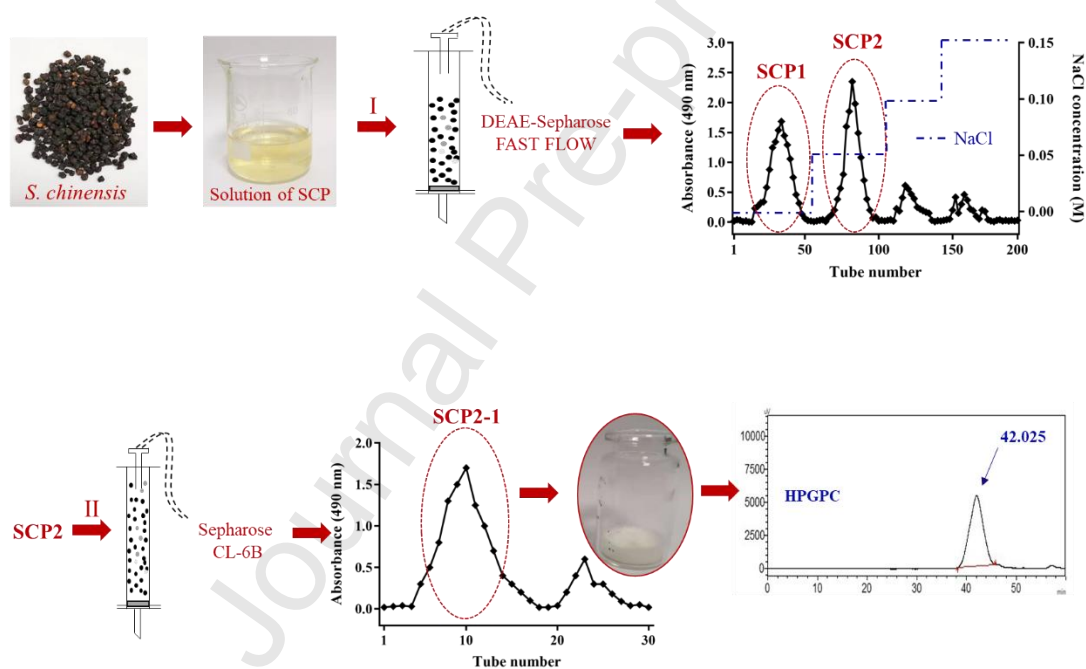 S. chinensis
Solution of SCP
I
DEAE-Sepharose
FAST FLOW
3.0
2.5
2.0
1.5
1.0
0.5
0.0
Absorbance (490 nm)
SCP1
SCP2
NaCl
0.15
0.10
0.05
0.00
NaCl concentration (M)
1 50 100 150 200
Tube number
Journal Pre-pr
SCP2
II
Sepharose
CL-6B
2.0
1.5
1.0
0.5
0.0
Absorbance (490 nm)
SCP2-1
1 10 20 30
Tube number
uV
10000
7500
5000
2500
0
HPGPC
42.025
0 10 20 30 40 50
min